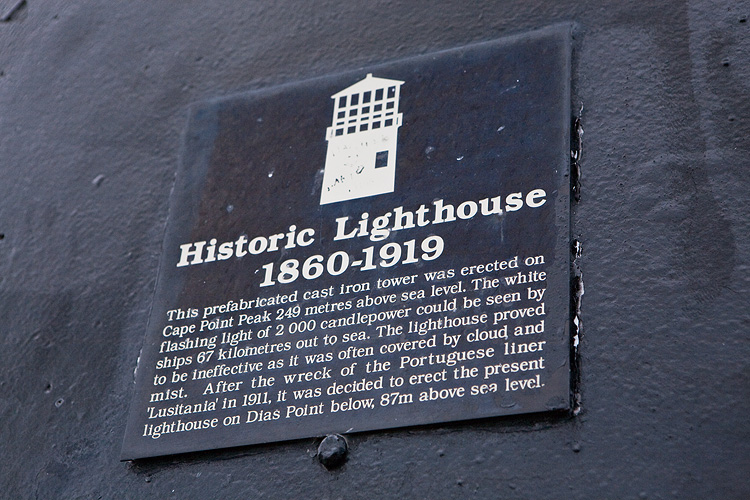 Historic Lighthouse
1860-1919
This prefabricated cast iron tower was erected on
Cape Point Peak 249 metres above sea level. The white
flashing light of 2 000 candlepower could be seen by
ships 67 kilometres out to sea. The lighthouse proved
to be ineffective as it was often covered by cloud and
mist. After the wreck of the Portuguese liner
'Lusitania' in 1911, it was decided to erect the present
lighthouse on Dias Point below, 87m above sea level.